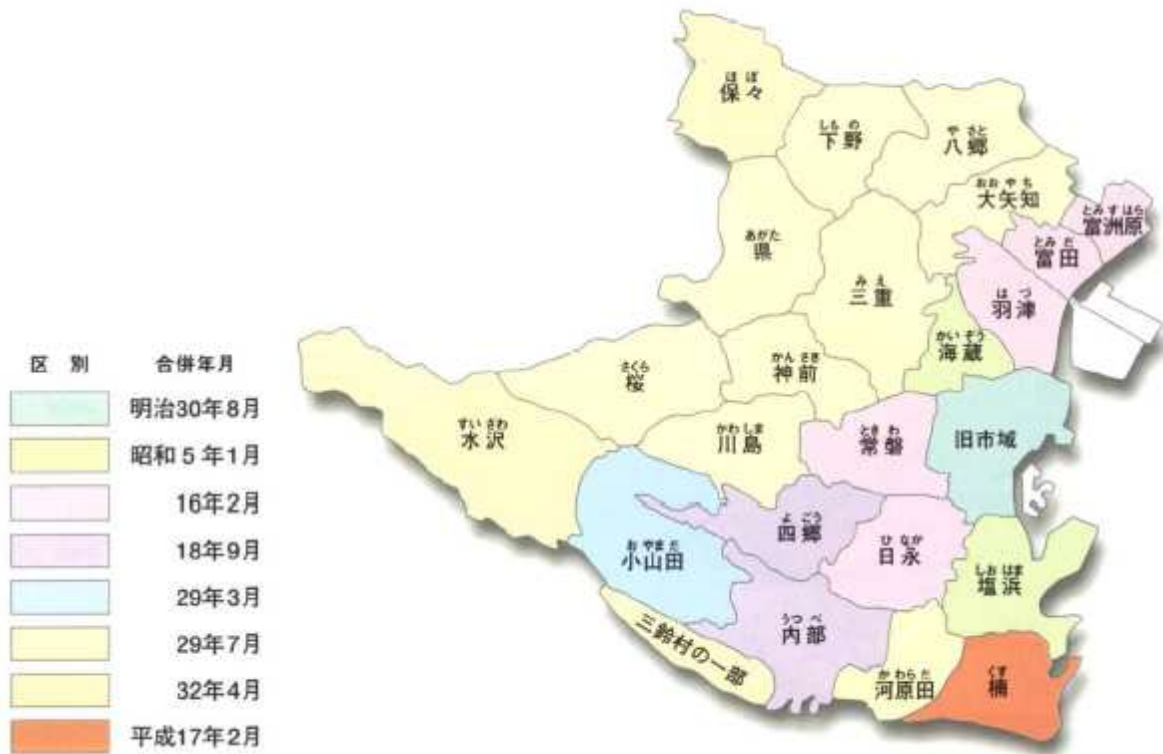 ほぼ
保々
しもの
下野
やさと
八郷
おおやち
大矢知
とみすはら
富洲原
とみだ
富田
あがた
県
みえ
三重
はづ
羽津
かいぞう
海蔵
さくら
桜
かんざき
神前
すいざわ
水沢
かわしま
川島
ときわ
常磐
旧市域
よごう
四郷
おやまだ
小山田
ひなが
日永
しおはま
塩浜
うつべ
内部
三鈴村の一部
かわらだ
河原田
くす
楠
区別 合併年月
明治30年8月
昭和5年1月
16年2月
18年9月
29年3月
29年7月
32年4月
平成17年2月